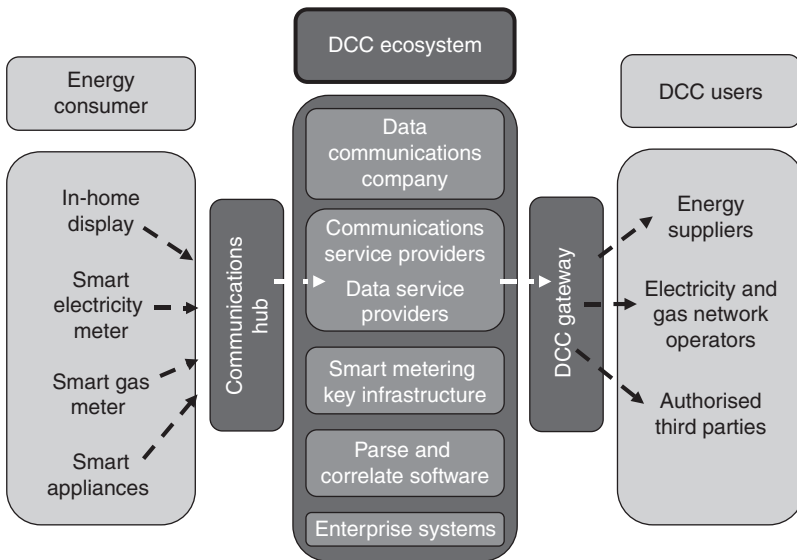 Energy
consumer
In-home
display
Smart
electricity
meter
Smart gas
meter
Smart
appliances
Communications
hub
DCC ecosystem
Data
communications
company
Communications
service providers
Data service
providers
Smart metering
key infrastructure
Parse and
correlate software
Enterprise systems
DCC gateway
DCC users
Energy
suppliers
Electricity and
gas network
operators
Authorised
third parties